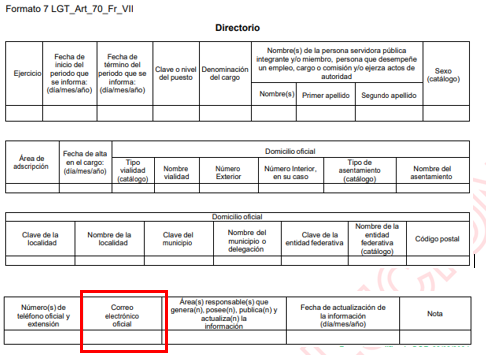 Formato 7 LGT_Art_70_Fr_VII
Directorio
Ejercicio
Fecha de
inicio del
periodo que
se informa:
(día/mes/año)
Fecha de
término del
periodo que se
informa:
(día/mes/año)
Clave o nivel
del puesto
Denominación
del cargo
Nombre(s) de la persona servidora pública
integrante y/o miembro, persona que desempeñe
un empleo, cargo o comisión y/o ejerza actos de
autoridad
Nombre(s)
Primer apellido
Segundo apellido
Sexo
(catálogo)
Área de
adscripción
Fecha de alta
en el cargo:
(día/mes/año)
Domicilio oficial
Tipo
vialidad
(catálogo)
Nombre
vialidad
Número
Exterior
Número Interior,
en su caso
Tipo de
asentamiento
(catálogo)
Nombre del
asentamiento
Domicilio oficial
Clave de la
localidad
Nombre de la
localidad
Clave del
municipio
Nombre del
municipio o
delegación
Clave de la
entidad federativa
Nombre de la
entidad
federativa
(catálogo)
Código postal
Número(s) de
teléfono oficial y
extensión
Correo
electrónico
oficial
Área(s) responsable(s) que
genera(n), posee(n), publica(n) y
actualiza(n) la
información
Fecha de actualización de
la información
(día/mes/año)
Nota